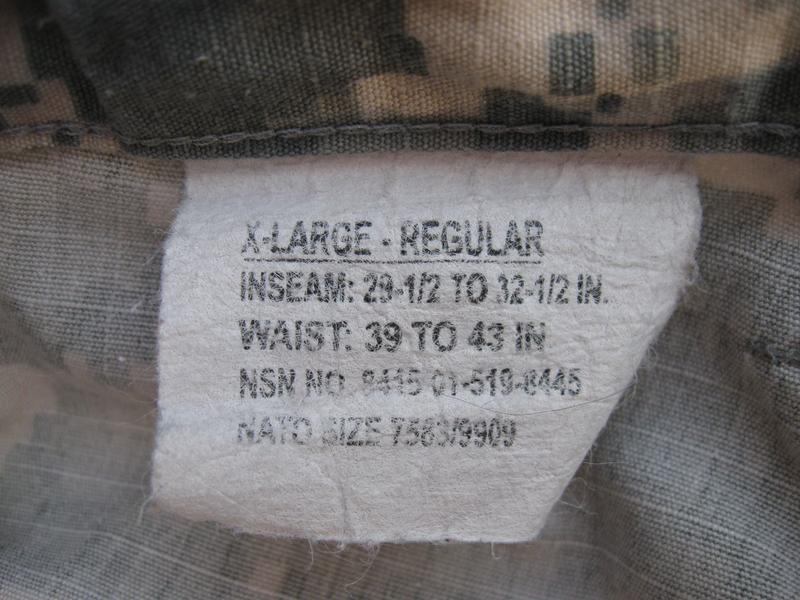 X-LARGE - REGULAR
INSEAM: 29-1/2 TO 32-1/2 IN.
WAIST: 39 TO 43 IN
NSN NO. 8415-01-519-8445
NATO SIZE 7583/9909